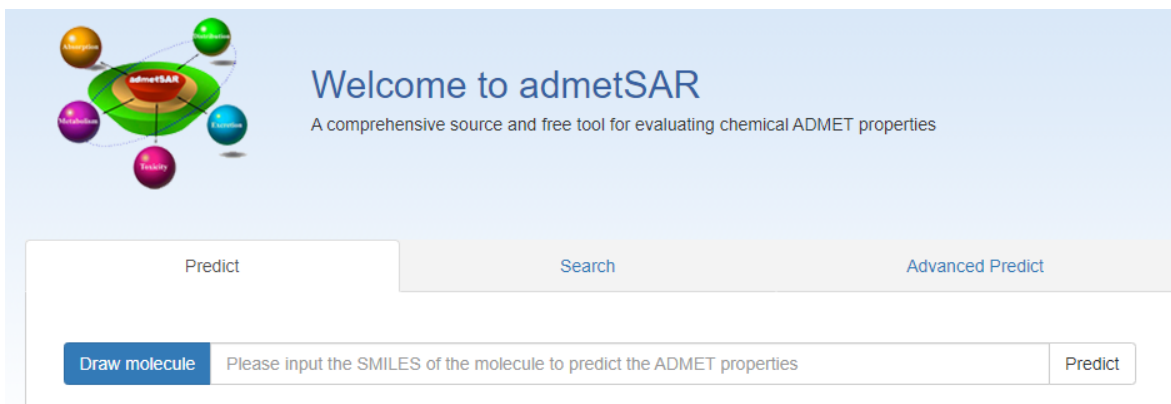 Absorption
Distribution
admetSAR
Metabolism
Excretion
Toxicity
Welcome to admetSAR
A comprehensive source and free tool for evaluating chemical ADMET properties
Predict
Search
Advanced Predict
Draw molecule
Please input the SMILES of the molecule to predict the ADMET properties
Predict